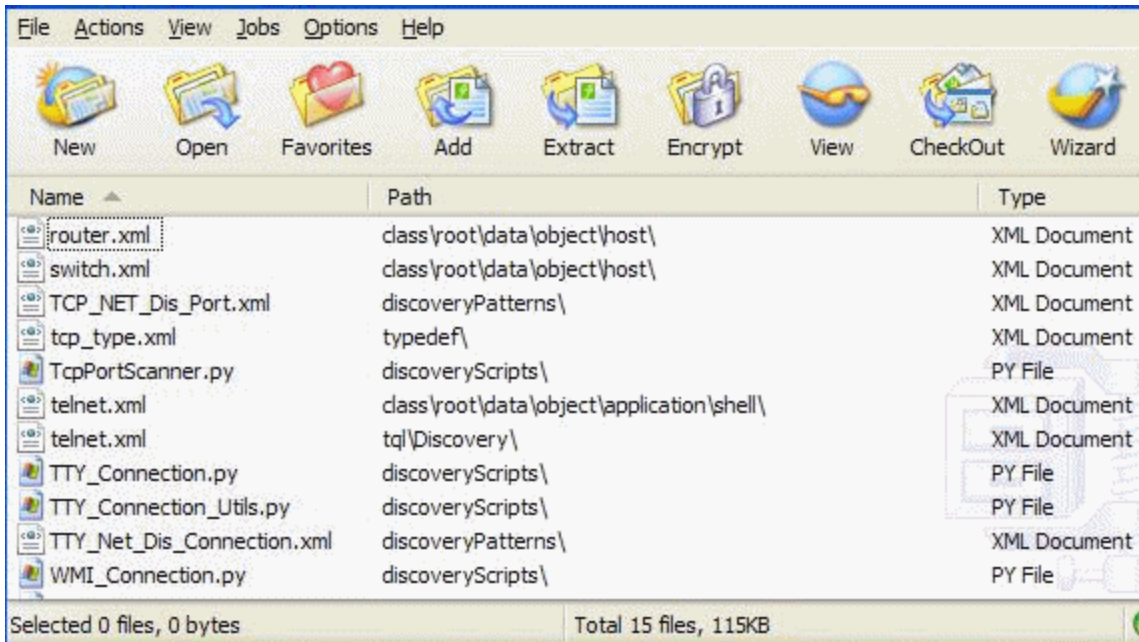 File Actions View Jobs Options Help
New Open Favorites Add Extract Encrypt View CheckOut Wizard
Name Path Type
router.xml class\root\data\object\host\ XML Document
switch.xml class\root\data\object\host\ XML Document
TCP_NET_Dis_Port.xml discoveryPatterns\ XML Document
tcp_type.xml typedef\ XML Document
TcpPortScanner.py discoveryScripts\ PY File
telnet.xml class\root\data\object\application\shell\ XML Document
telnet.xml tql\Discovery\ XML Document
TTY_Connection.py discoveryScripts\ PY File
TTY_Connection_Utils.py discoveryScripts\ PY File
TTY_Net_Dis_Connection.xml discoveryPatterns\ XML Document
WMI_Connection.py discoveryScripts\ PY File
Selected 0 files, 0 bytes Total 15 files, 115KB